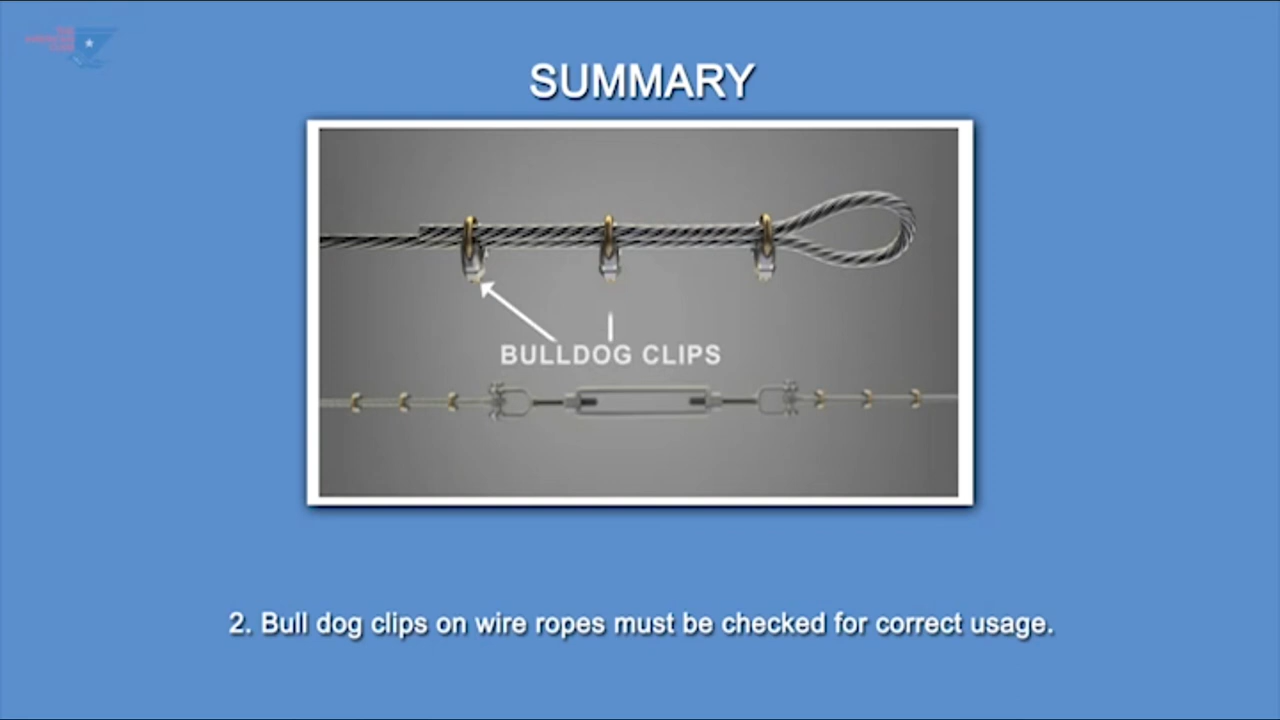 SUMMARY
BULLDOG CLIPS
2. Bull dog clips on wire ropes must be checked for correct usage.